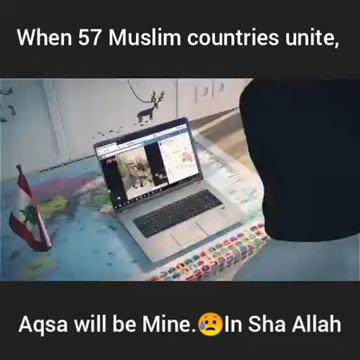 When 57 Muslim countries unite,
Aqsa will be Mine.😥In Sha Allah